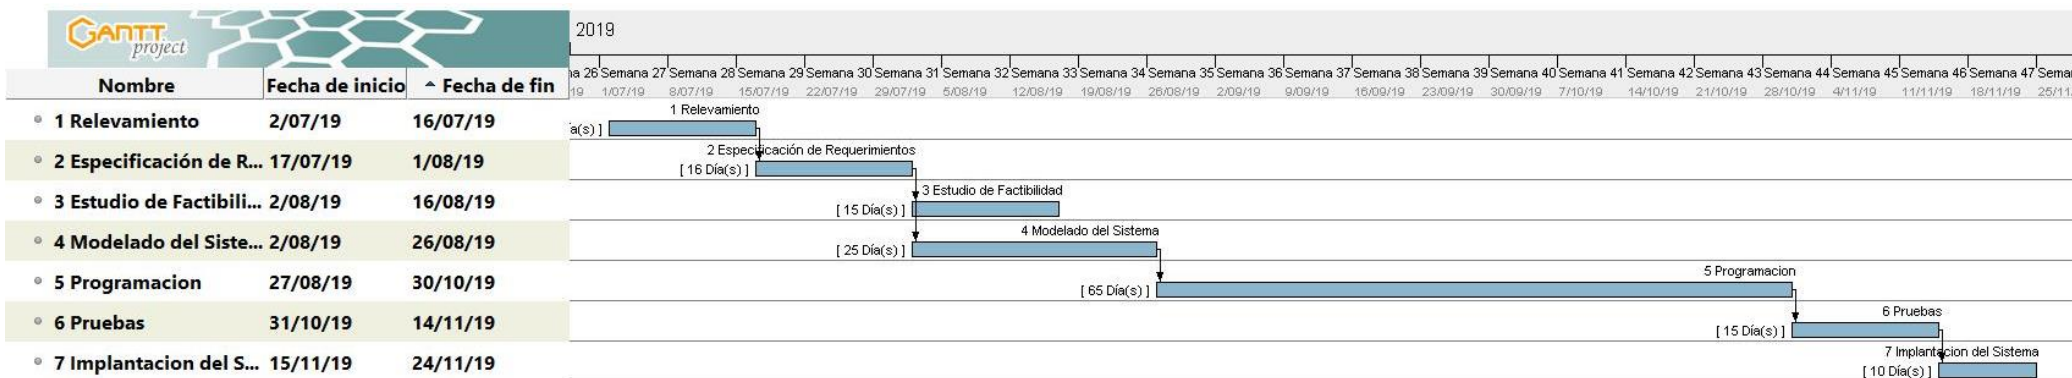 GANTT
project
2019
a 26 Semana 27 Semana 28 Semana 29 Semana 30 Semana 31 Semana 32 Semana 33 Semana 34 Semana 35 Semana 36 Semana 37 Semana 38 Semana 39 Semana 40 Semana 41 Semana 42 Semana 43 Semana 44 Semana 45 Semana 46 Semana 47 Sema
19 1/07/19 8/07/19 15/07/19 22/07/19 29/07/19 5/08/19 12/08/19 19/08/19 26/08/19 2/09/19 9/09/19 16/09/19 23/09/19 30/09/19 7/10/19 14/10/19 21/10/19 28/10/19 4/11/19 11/11/19 18/11/19 25/11
Nombre Fecha de inicio Fecha de fin
1 Relevamiento
1 Relevamiento 2/07/19 16/07/19 a(s) ]
2 Especificación de Requerimientos
2 Especificación de R... 17/07/19 1/08/19 [ 16 Día(s) ]
3 Estudio de Factibilidad
3 Estudio de Factibili... 2/08/19 16/08/19 [ 15 Día(s) ]
4 Modelado del Sistema
4 Modelado del Siste... 2/08/19 26/08/19 [ 25 Día(s) ]
5 Programacion
5 Programacion 27/08/19 30/10/19 [ 65 Día(s) ]
6 Pruebas
6 Pruebas 31/10/19 14/11/19 [ 15 Día(s) ]
7 Implantacion del Sistema
7 Implantacion del S... 15/11/19 24/11/19 [ 10 Día(s) ]